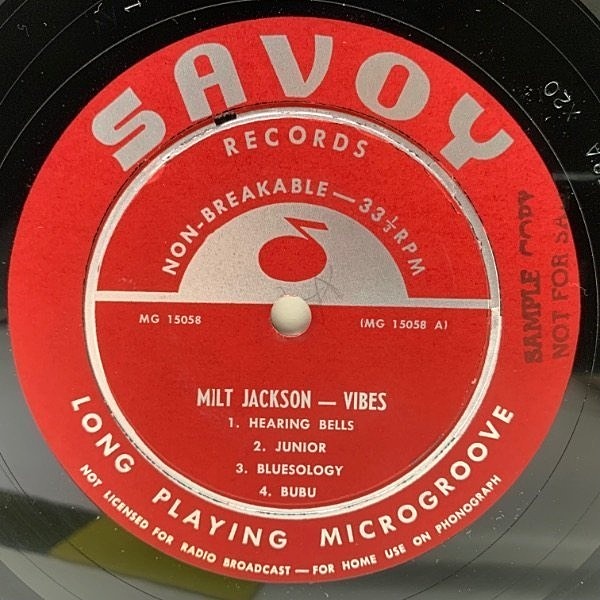 SAVOY
RECORDS
NON-BREAKABLE — 33⅓ RPM
MG 15058
(MG 15058 A)
MILT JACKSON — VIBES
1. HEARING BELLS
2. JUNIOR
3. BLUESOLOGY
4. BUBU
LONG PLAYING MICROGROOVE
NOT LICENSED FOR RADIO BROADCAST — FOR HOME USE ON PHONOGRAPH
SAMPLE COPY
NOT FOR